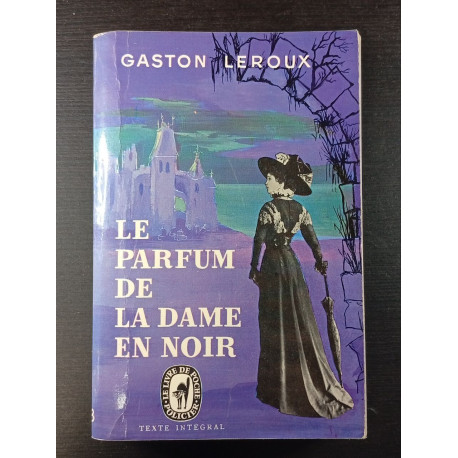 GASTON LEROUX
LE
PARFUM
DE
LA DAME
EN NOIR
LE LIVRE DE POCHE
POLICIER
TEXTE INTÉGRAL